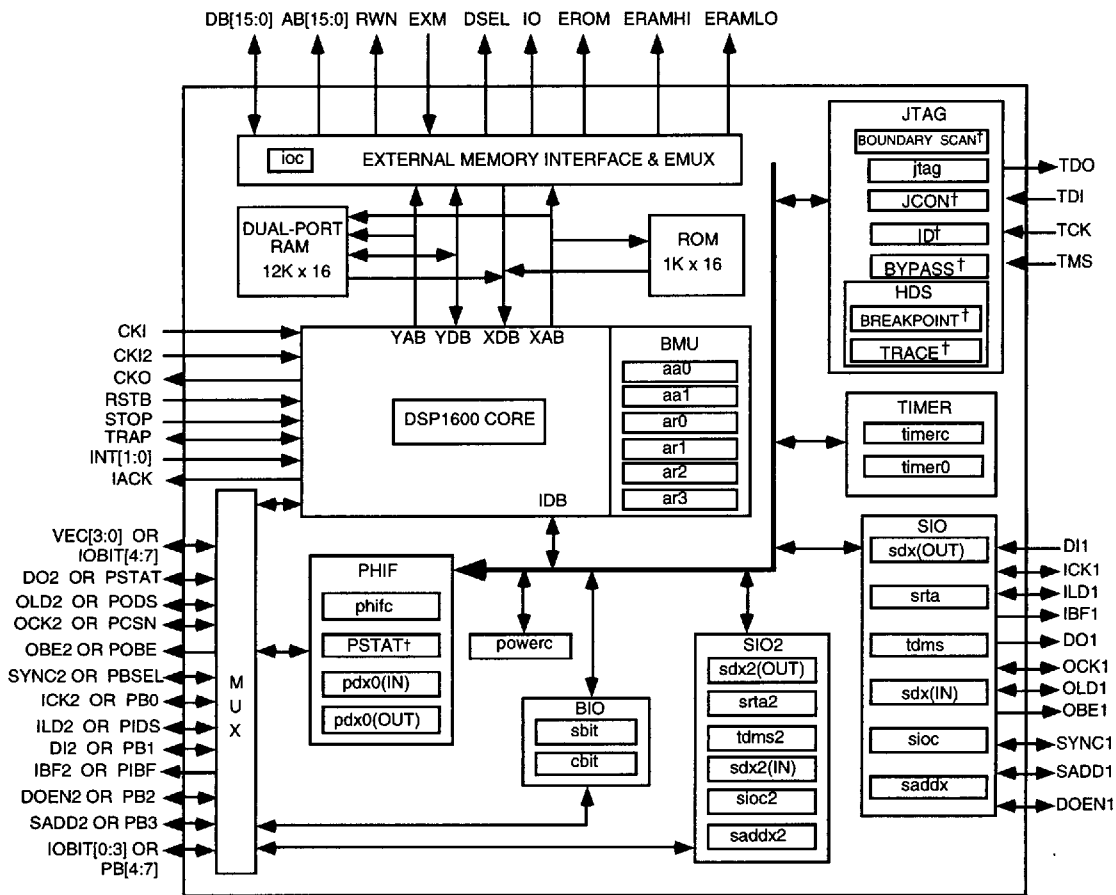 DB[15:0] AB[15:0] RWN EXM DSEL IO EROM ERAMHI ERAMLO
ioc
EXTERNAL MEMORY INTERFACE & EMUX
DUAL-PORT
RAM
12K x 16
ROM
1K x 16
JTAG
BOUNDARY SCAN†
jtag
JCON†
ID†
BYPASS†
HDS
BREAKPOINT†
TRACE†
TDO
TDI
TCK
TMS
CKI
CKI2
CKO
RSTB
STOP
TRAP
INT[1:0]
IACK
YAB YDB XDB XAB
DSP1600 CORE
IDB
BMU
aa0
aa1
ar0
ar1
ar2
ar3
TIMER
timerc
timer0
VEC[3:0] OR
IOBIT[4:7]
DO2 OR PSTAT
OLD2 OR PODS
OCK2 OR PCSN
OBE2 OR POBE
SYNC2 OR PBSEL
ICK2 OR PB0
ILD2 OR PIDS
DI2 OR PB1
IBF2 OR PIBF
DOEN2 OR PB2
SADD2 OR PB3
IOBIT[0:3] OR
PB[4:7]
M
U
X
PHIF
phifc
PSTAT†
pdx0(IN)
pdx0(OUT)
powerc
BIO
sbit
cbit
SIO2
sdx2(OUT)
srta2
tdms2
sdx2(IN)
sioc2
saddx2
SIO
sdx(OUT)
srta
tdms
sdx(IN)
sioc
saddx
DI1
ICK1
ILD1
IBF1
DO1
OCK1
OLD1
OBE1
SYNC1
SADD1
DOEN1